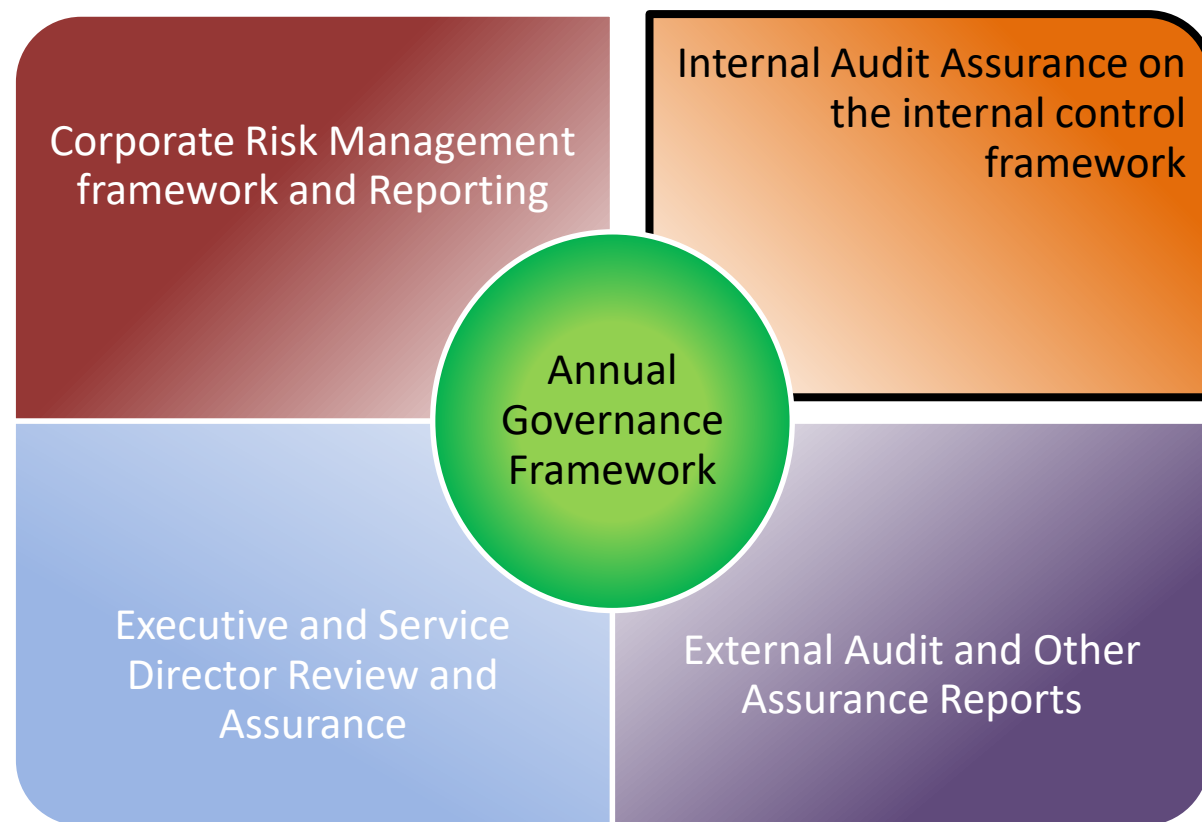 Corporate Risk Management
framework and Reporting
Internal Audit Assurance on
the internal control
framework
Annual
Governance
Framework
Executive and Service
Director Review and
Assurance
External Audit and Other
Assurance Reports